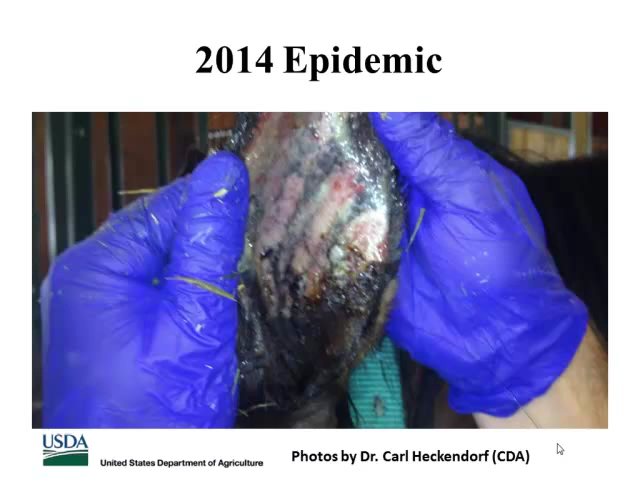 2014 Epidemic
USDA
United States Department of Agriculture
Photos by Dr. Carl Heckendorf (CDA)